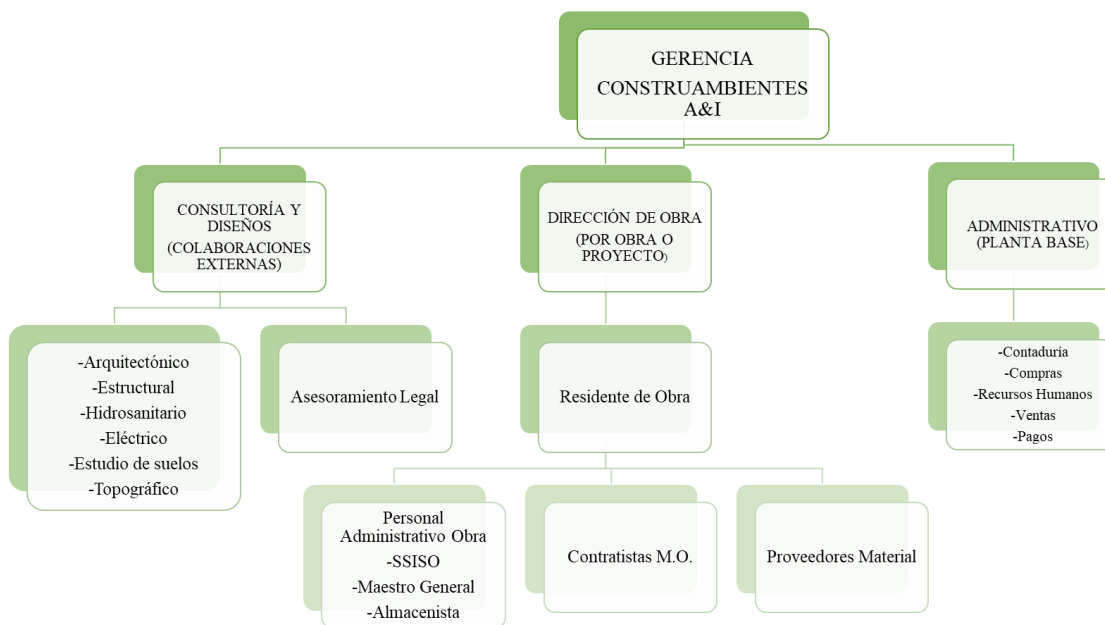 GERENCIA
CONSTRUAMBIENTES
A&I
CONSULTORÍA Y
DISEÑOS
(COLABORACIONES
EXTERNAS)
DIRECCIÓN DE OBRA
(POR OBRA O
PROYECTO)
ADMINISTRATIVO
(PLANTA BASE)
-Arquitectónico
-Estructural
-Hidrosanitario
-Eléctrico
-Estudio de suelos
-Topográfico
Asesoramiento Legal
Residente de Obra
-Contaduría
-Compras
-Recursos Humanos
-Ventas
-Pagos
Personal
Administrativo Obra
-SSISO
-Maestro General
-Almacenista
Contratistas M.O.
Proveedores Material